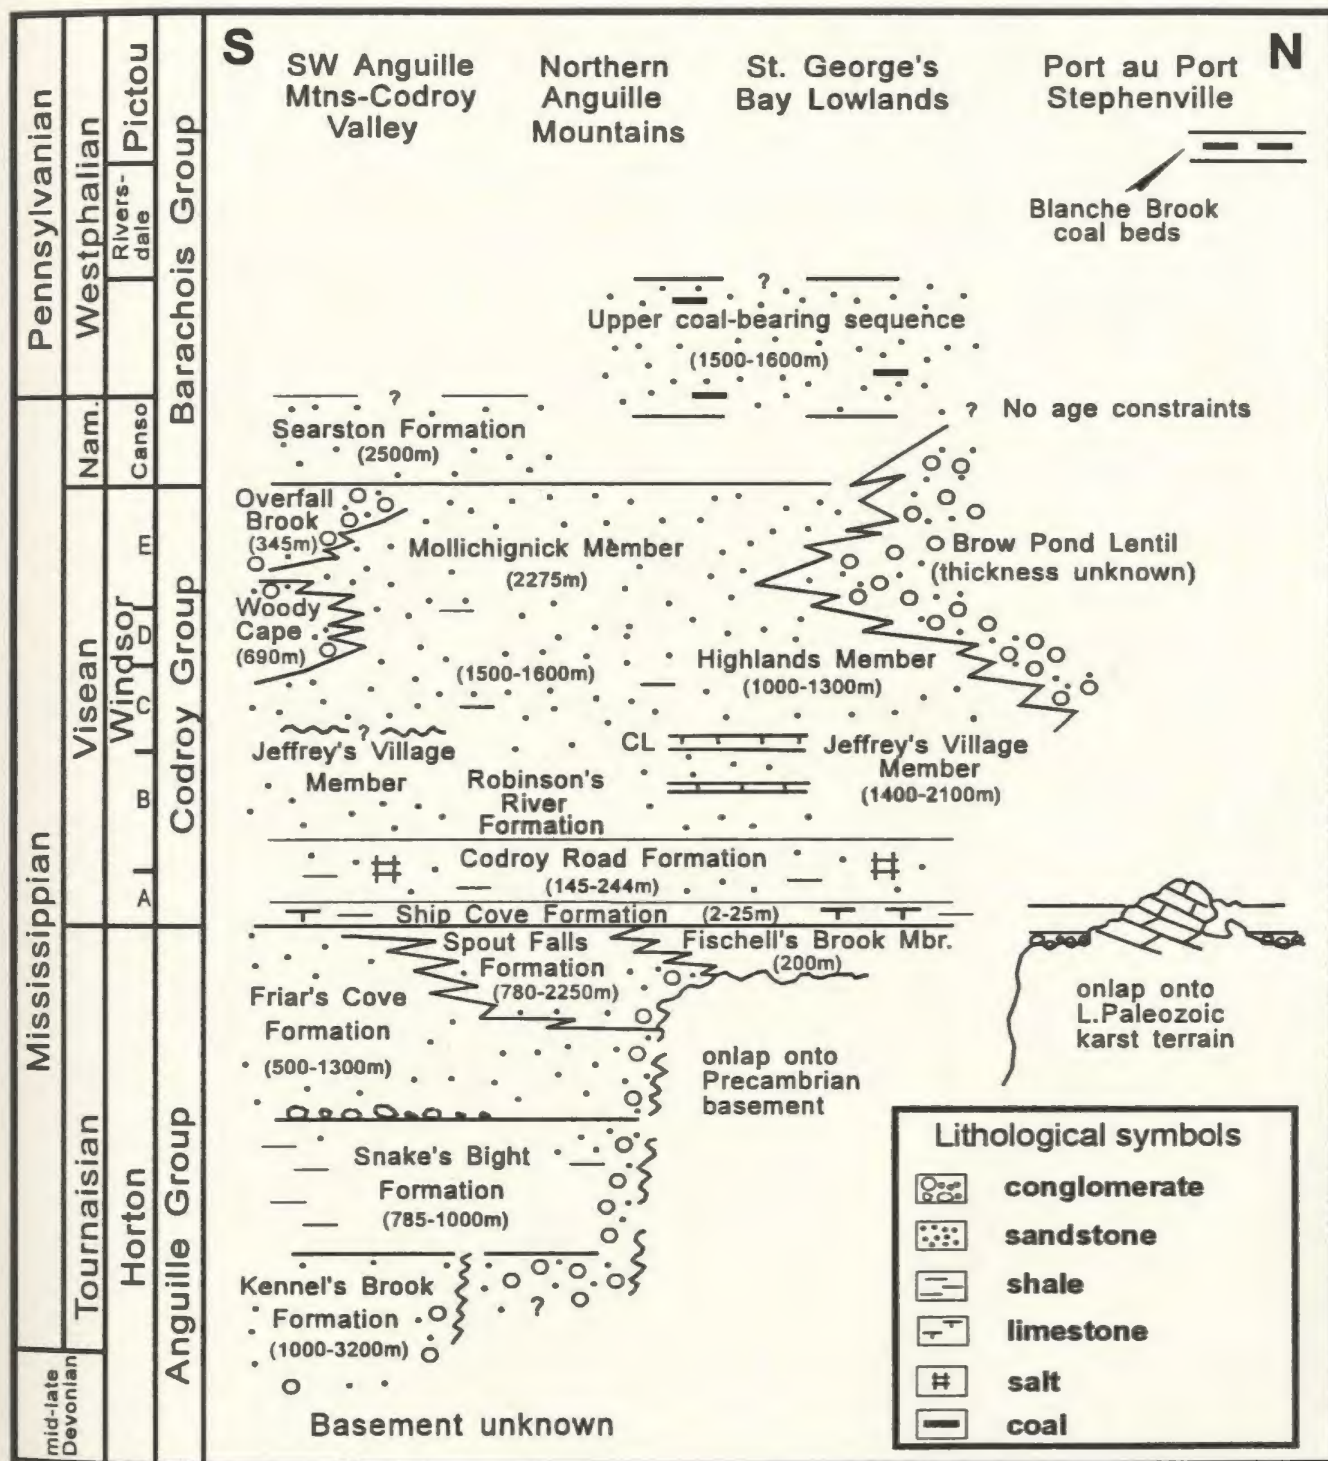 S
N
SW Anguille
Mtns-Codroy
Valley
Northern
Anguille
Mountains
St. George's
Bay Lowlands
Port au Port
Stephenville
Pennsylvanian
Mississippian
mid-late
Devonian
Westphalian
Nam.
Visean
Tournaisian
Pictou
Rivers-
dale
Canso
Windsor
E
D
C
B
A
Horton
Barachois Group
Codroy Group
Anguille Group
Blanche Brook
coal beds
?
Upper coal-bearing sequence
(1500-1600m)
?
Searston Formation
(2500m)
? No age constraints
Overfall
Brook
(345m)
Mollichignick Member
(2275m)
Brow Pond Lentil
(thickness unknown)
Woody
Cape
(690m)
(1500-1600m)
Highlands Member
(1000-1300m)
?
Jeffrey's Village
Member
CL
Jeffrey's Village
Member
(1400-2100m)
Robinson's
River
Formation
Codroy Road Formation
(145-244m)
Ship Cove Formation (2-25m)
Spout Falls
Formation
(780-2250m)
Fischell's Brook Mbr.
(200m)
Friar's Cove
Formation
(500-1300m)
onlap onto
Precambrian
basement
onlap onto
L.Paleozoic
karst terrain
Snake's Bight
Formation
(785-1000m)
Kennel's Brook
Formation
(1000-3200m)
?
Basement unknown
Lithological symbols
conglomerate
sandstone
shale
limestone
salt
coal